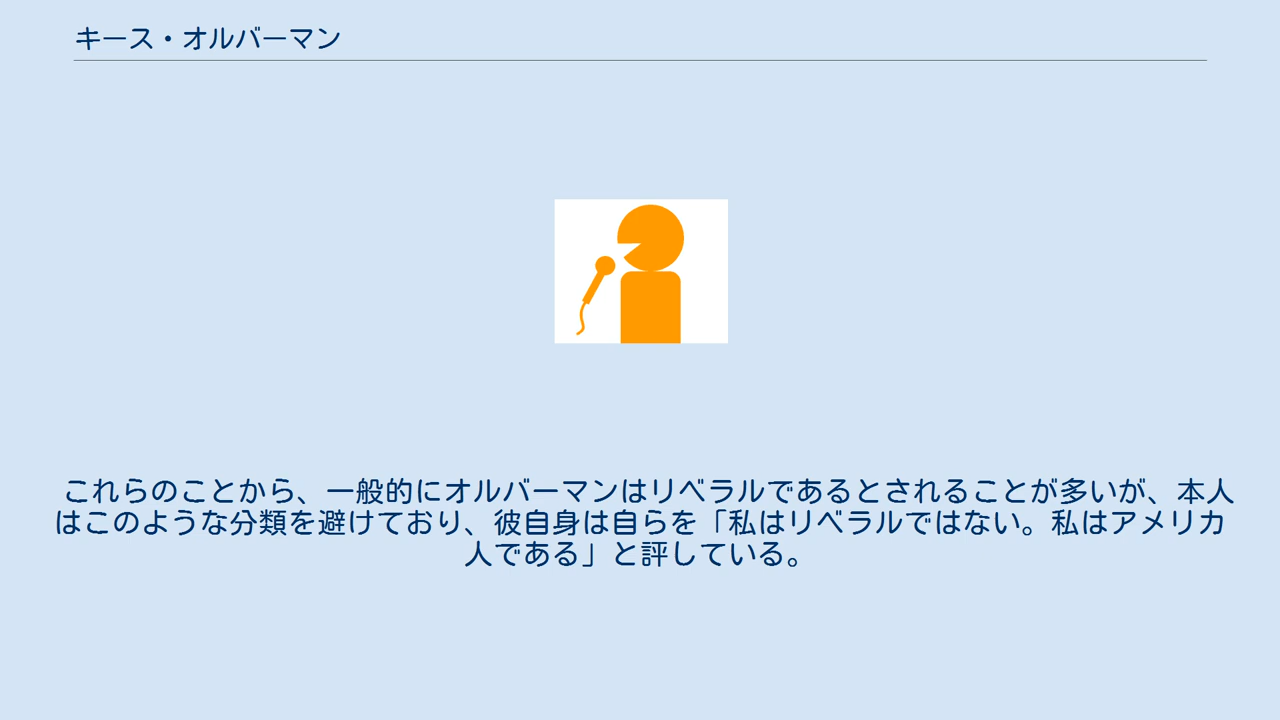 キース・オルバーマン
これらのことから、一般的にオルバーマンはリベラルであるとされることが多いが、本人
はこのような分類を避けており、彼自身は自らを「私はリベラルではない。私はアメリカ
人である」と評している。